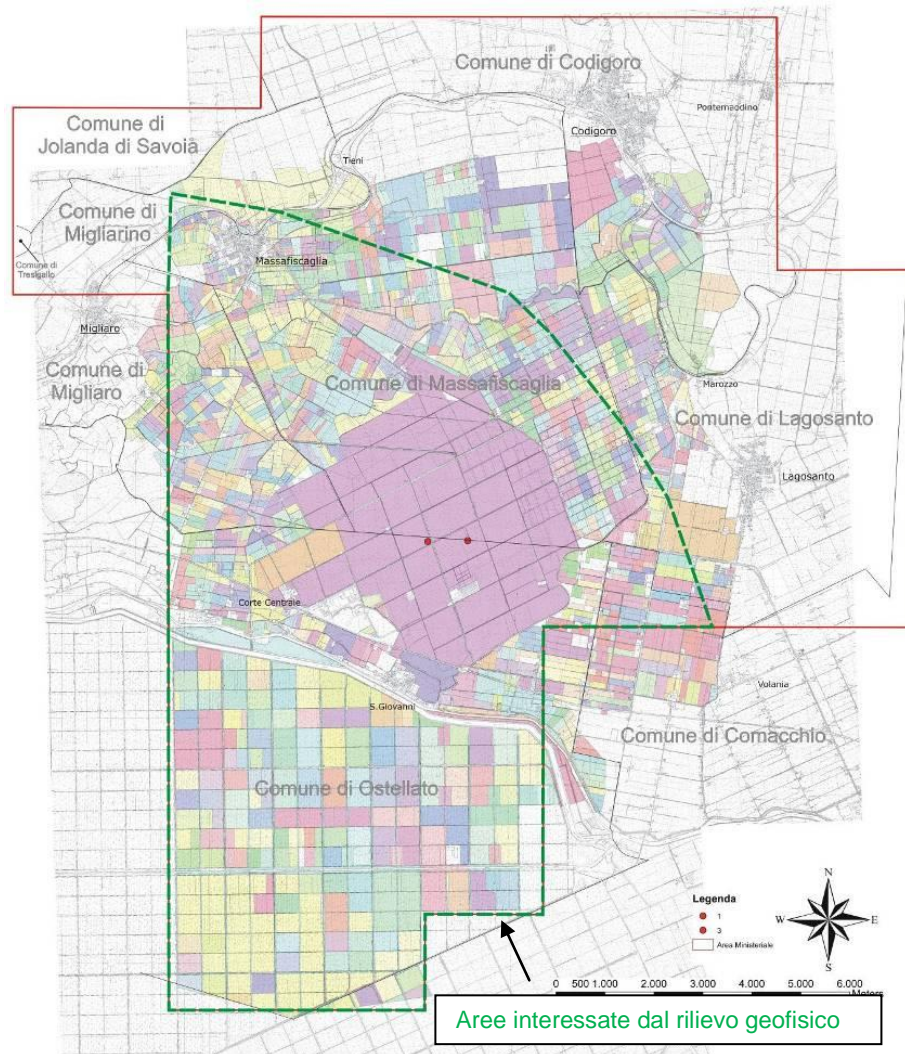 Comune di Codigoro
Pontemaodino
Codigoro
Comune di
Jolanda di Savoia
Tieni
Comune di
Migliarino
Comune di
Tresigallo
Massafiscaglia
Migliaro
Comune di
Migliaro
Comune di Massafiscaglia
Marozzo
Comune di Lagosanto
Lagosanto
Corte Centrale
Volania
S.Giovanni
Comune di Comacchio
Comune di Ostellato
N
W
E
S
Legenda
1
3
Area Ministeriale
0 500 1.000 2.000 3.000 4.000 5.000 6.000
Meters
Aree interessate dal rilievo geofisico